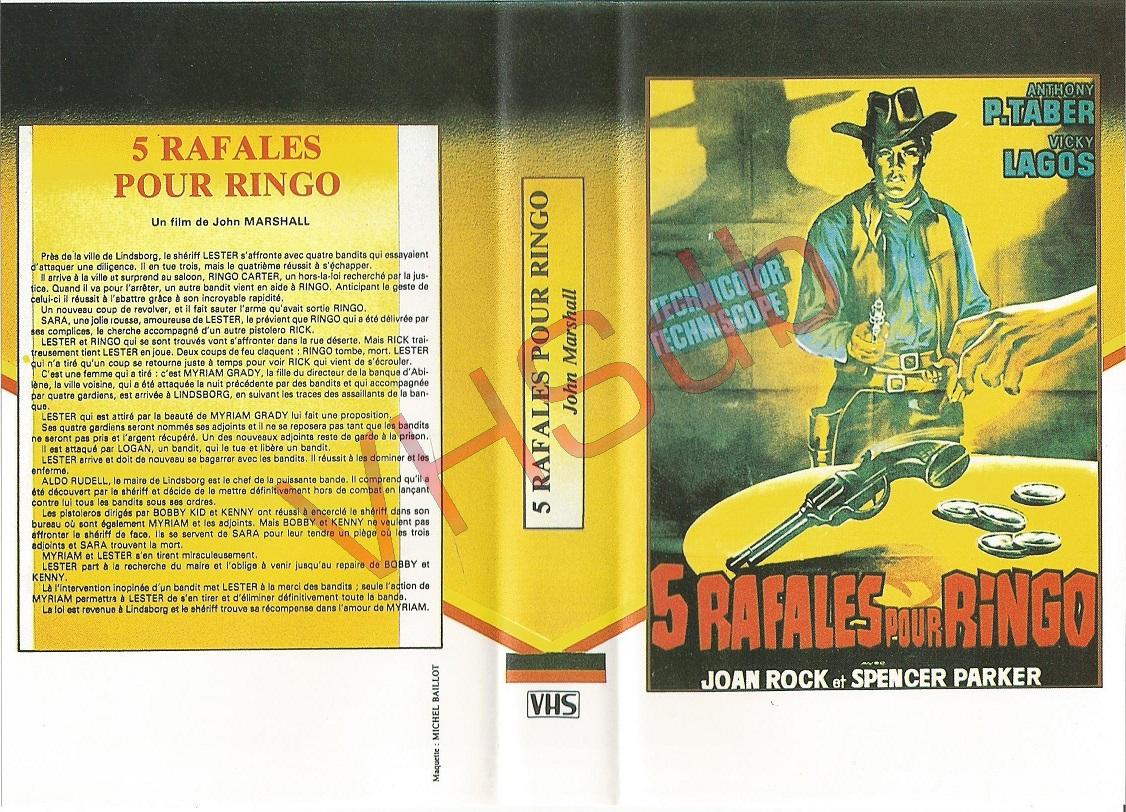 5 RAFALES
POUR RINGO
Un film de John MARSHALL
Près de la ville de Lindsborg, le shériff LESTER s'affronte avec quatre bandits qui essayaient
d'attaquer une diligence. Il en tue trois, mais le quatrième réussit à s'échapper.
Il arrive à la ville et surprend au saloon, RINGO CARTER, un hors-la-loi recherché par la jus-
tice. Quand il va pour l'arrêter, un autre bandit vient en aide à RINGO. Anticipant le geste de
celui-ci il réussit à l'abattre grâce à son incroyable rapidité.
Un nouveau coup de revolver, et il fait sauter l'arme qu'avait sortie RINGO.
SARA, une jolie rousse, amoureuse de LESTER, le prévient que RINGO qui a été délivrée par
ses complices, le cherche accompagné d'un autre pistolero RICK.
LESTER et RINGO qui se sont trouvés vont s'affronter dans la rue déserte. Mais RICK trai-
treusement tient LESTER en joue. Deux coups de feu claquent : RINGO tombe, mort. LESTER
qui n'a tiré qu'un coup se retourne juste à temps pour voir RICK qui vient de s'écrouler.
C'est une femme qui a tiré : c'est MYRIAM GRADY, la fille du directeur de la banque d'Abi-
lène, la ville voisine, qui a été attaquée la nuit précédente par des bandits et qui accompagnée
par quatre gardiens, est arrivée à LINDSBORG, en suivant les traces des assaillants de la ban-
que.
LESTER qui est attiré par la beauté de MYRIAM GRADY lui fait une proposition.
Ses quatre gardiens seront nommés ses adjoints et il ne se reposera pas tant que les bandits
ne seront pas pris et l'argent récupéré. Un des nouveaux adjoints reste de garde à la prison.
Il est attaqué par LOGAN, un bandit, qui le tue et libère un bandit.
LESTER arrive et doit de nouveau se bagarrer avec les bandits. Il réussit à les dominer et les
enferme.
ALDO RUDELL, le maire de Lindsborg est le chef de la puissante bande. Il comprend qu'il a
été découvert par le shériff et décide de le mettre définitivement hors de combat en lançant
contre lui tous les bandits sous ses ordres.
Les pistoleros dirigés par BOBBY KID et KENNY ont réussi à encerclé le shériff dans son
bureau où sont également MYRIAM et les adjoints. Mais BOBBY et KENNY ne veulent pas
affronter le shériff de face. Ils se servent de SARA pour leur tendre un piège où les trois
adjoints et SARA trouvent la mort.
MYRIAM et LESTER s'en tirent miraculeusement.
LESTER part à la recherche du maire et l'oblige à venir jusqu'au repaire de BOBBY et
KENNY.
Là l'intervention inopinée d'un bandit met LESTER à la merci des bandits ; seule l'action de
MYRIAM permettra à LESTER de s'en tirer et d'éliminer définitivement toute la bande.
La loi est revenue à Lindsborg et le shériff trouve sa récompense dans l'amour de MYRIAM.
Maquette : MICHEL BAILLOT
5 RAFALES POUR RINGO
John Marshall
VHS
ANTHONY
P. TABER
VICKY
LAGOS
TECHNICOLOR
TECHNISCOPE
5 RAFALES POUR RINGO
AVEC
JOAN ROCK et SPENCER PARKER